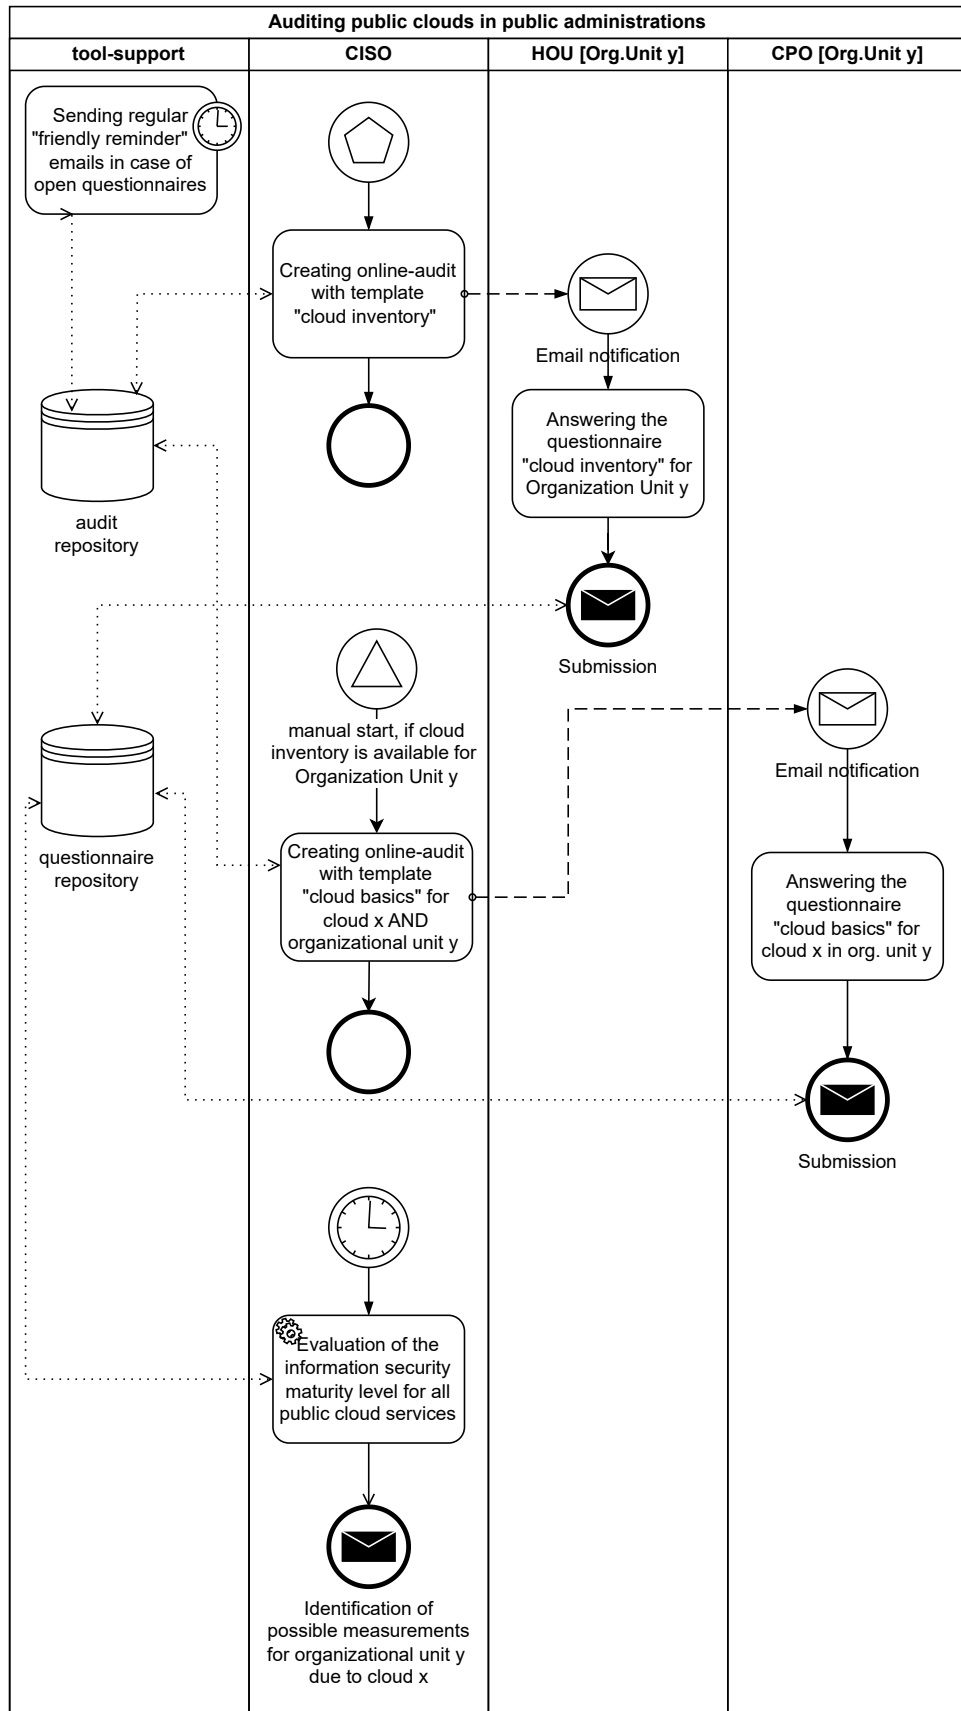 Auditing public clouds in public administrations
tool-support
CISO
HOU [Org.Unit y]
CPO [Org.Unit y]
Sending regular
"friendly reminder"
emails in case of
open questionnaires
Creating online-audit
with template
"cloud inventory"
Email notification
Answering the
questionnaire
"cloud inventory" for
Organization Unit y
audit
repository
Submission
manual start, if cloud
inventory is available for
Organization Unit y
Email notification
questionnaire
repository
Creating online-audit
with template
"cloud basics" for
cloud x AND
organizational unit y
Answering the
questionnaire
"cloud basics" for
cloud x in org. unit y
Submission
Evaluation of the
information security
maturity level for all
public cloud services
Identification of
possible measurements
for organizational unit y
due to cloud x